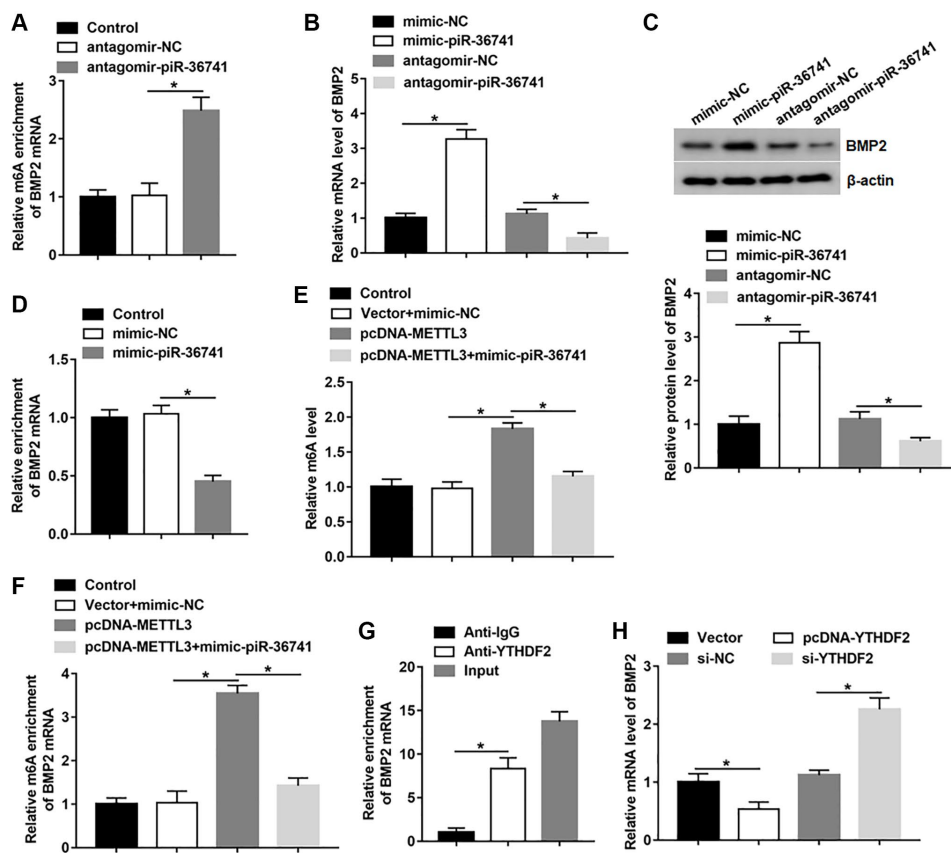 A
Control
antagomir-NC
antagomir-piR-36741
*
Relative m6A enrichment
of BMP2 mRNA
3
2
1
0
B
mimic-NC
mimic-piR-36741
antagomir-NC
antagomir-piR-36741
*
*
Relative mRNA level of BMP2
5
4
3
2
1
0
C
mimic-NC
mimic-piR-36741
antagomir-NC
antagomir-piR-36741
BMP2
β-actin
mimic-NC
mimic-piR-36741
antagomir-NC
antagomir-piR-36741
*
*
Relative protein level of BMP2
4
3
2
1
0
D
Control
mimic-NC
mimic-piR-36741
*
Relative enrichment
of BMP2 mRNA
1.5
1.0
0.5
0.0
E
Control
Vector+mimic-NC
pcDNA-METTL3
pcDNA-METTL3+mimic-piR-36741
*
*
Relative m6A level
2.5
2.0
1.5
1.0
0.5
0.0
F
Control
Vector+mimic-NC
pcDNA-METTL3
pcDNA-METTL3+mimic-piR-36741
*
*
Relative m6A enrichment
of BMP2 mRNA
4
3
2
1
0
G
Anti-IgG
Anti-YTHDF2
Input
*
Relative enrichment
of BMP2 mRNA
20
15
10
5
0
H
Vector
pcDNA-YTHDF2
si-NC
si-YTHDF2
*
*
Relative mRNA level of BMP2
3
2
1
0